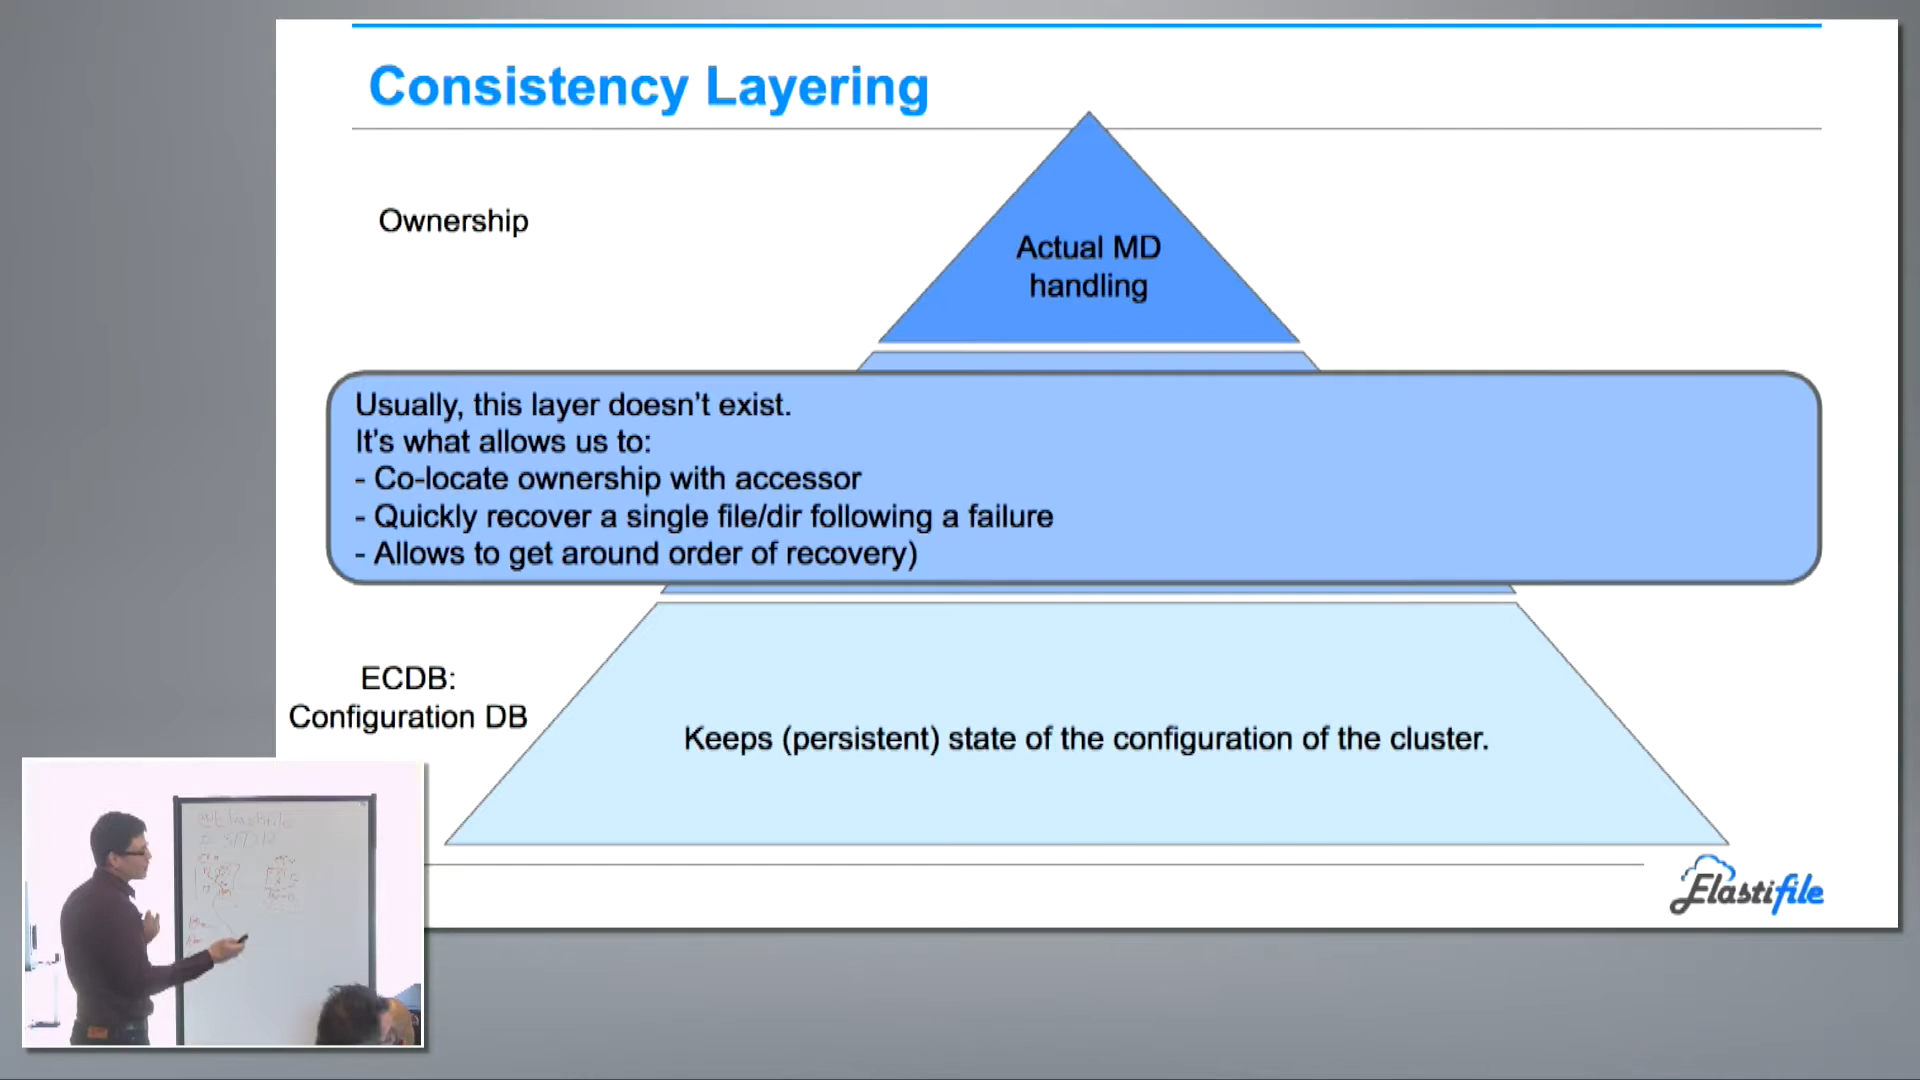 Consistency Layering
Ownership
Actual MD
handling
Usually, this layer doesn't exist.
It's what allows us to:
- Co-locate ownership with accessor
- Quickly recover a single file/dir following a failure
- Allows to get around order of recovery)
ECDB:
Configuration DB
Keeps (persistent) state of the configuration of the cluster.
Elastifile